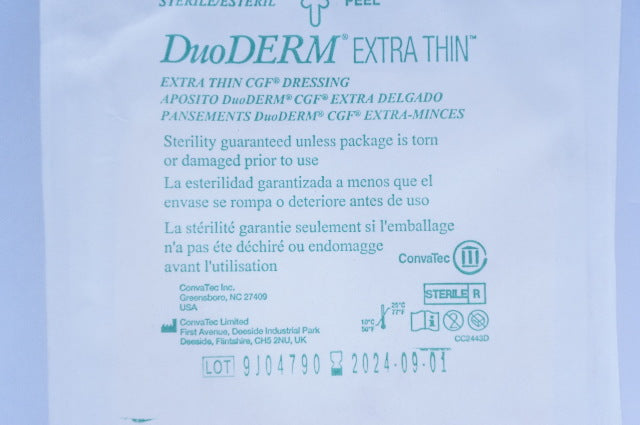 STERILE/ESTERIL PEEL
DuoDERM® EXTRA THIN™
EXTRA THIN CGF® DRESSING
APOSITO DuoDERM® CGF® EXTRA DELGADO
PANSEMENTS DuoDERM® CGF® EXTRA-MINCES
Sterility guaranteed unless package is torn
or damaged prior to use
La esterilidad garantizada a menos que el
envase se rompa o deteriore antes de uso
La stérilité garantie seulement si l'emballage
n'a pas éte déchiré ou endomagge
avant l'utilisation
ConvaTec
ConvaTec Inc.
Greensboro, NC 27409
USA
STERILE R
ConvaTec Limited
First Avenue, Deeside Industrial Park
Deeside, Flintshire, CH5 2NU, UK
25°C
77°F
10°C
50°F
CC2443D
LOT 9J04790 2024-09-01